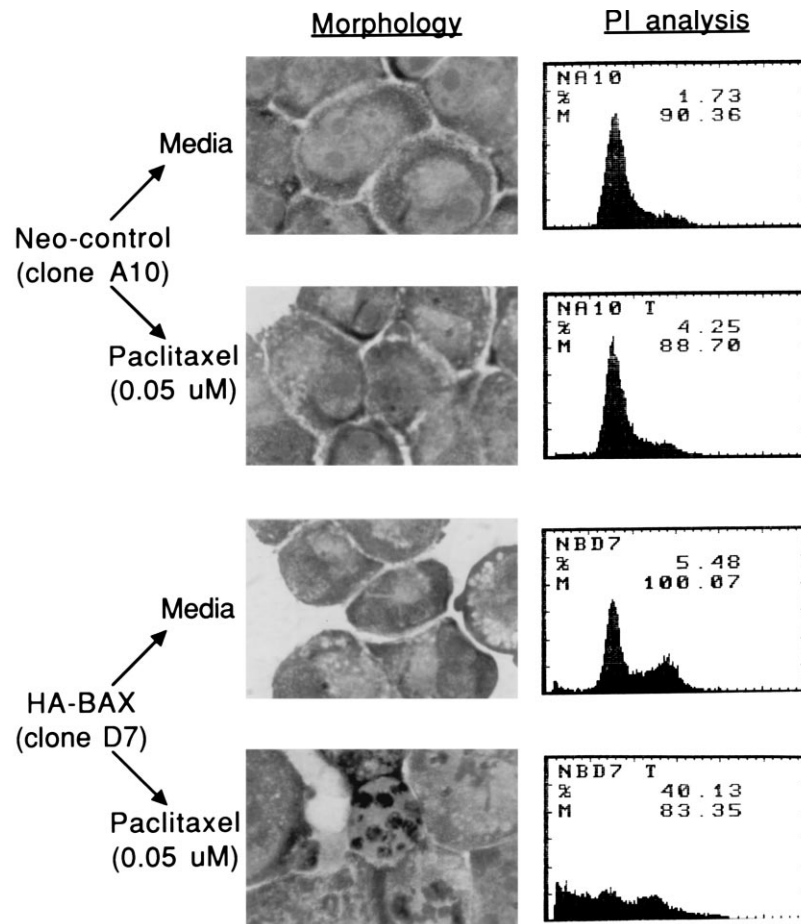 Morphology
PI analysis
Neo-control
(clone A10)
Media
NA10
% 1.73
M 90.36
Paclitaxel
(0.05 uM)
NA10 T
% 4.25
M 88.70
HA-BAX
(clone D7)
Media
NBD7
% 5.48
M 100.07
Paclitaxel
(0.05 uM)
NBD7 T
% 40.13
M 83.35